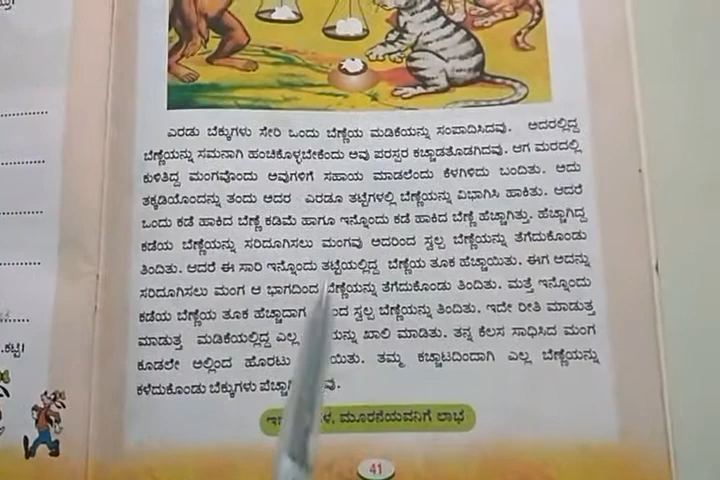 ಎರಡು ಬೆಕ್ಕುಗಳು ಸೇರಿ ಒಂದು ಬೆಣ್ಣೆಯ ಮಡಿಕೆಯನ್ನು ಸಂಪಾದಿಸಿದವು. ಅದರಲ್ಲಿದ್ದ
ಬೆಣ್ಣೆಯನ್ನು ಸಮನಾಗಿ ಹಂಚಿಕೊಳ್ಳಬೇಕೆಂದು ಅವು ಪರಸ್ಪರ ಕಚ್ಚಾಡತೊಡಗಿದವು. ಆಗ ಮರದಲ್ಲಿ
ಕುಳಿತಿದ್ದ ಮಂಗವೊಂದು ಅವುಗಳಿಗೆ ಸಹಾಯ ಮಾಡಲೆಂದು ಕೆಳಗಿಳಿದು ಬಂದಿತು. ಅದು
ತಕ್ಕಡಿಯೊಂದನ್ನು ತಂದು ಅದರ ಎರಡೂ ತಟ್ಟೆಗಳಲ್ಲಿ ಬೆಣ್ಣೆಯನ್ನು ವಿಭಾಗಿಸಿ ಹಾಕಿತು. ಆದರೆ
ಒಂದು ಕಡೆ ಹಾಕಿದ ಬೆಣ್ಣೆ ಕಡಿಮೆ ಹಾಗೂ ಇನ್ನೊಂದು ಕಡೆ ಹಾಕಿದ ಬೆಣ್ಣೆ ಹೆಚ್ಚಾಗಿತ್ತು. ಹೆಚ್ಚಾಗಿದ್ದ
ಕಡೆಯ ಬೆಣ್ಣೆಯನ್ನು ಸರಿದೂಗಿಸಲು ಮಂಗವು ಅದರಿಂದ ಸ್ವಲ್ಪ ಬೆಣ್ಣೆಯನ್ನು ತೆಗೆದುಕೊಂಡು
ತಿಂದಿತು. ಆದರೆ ಈ ಸಾರಿ ಇನ್ನೊಂದು ತಟ್ಟೆಯಲ್ಲಿದ್ದ ಬೆಣ್ಣೆಯ ತೂಕ ಹೆಚ್ಚಾಯಿತು. ಈಗ ಅದನ್ನು
ಸರಿದೂಗಿಸಲು ಮಂಗ ಆ ಭಾಗದಿಂದ ಬೆಣ್ಣೆಯನ್ನು ತೆಗೆದುಕೊಂಡು ತಿಂದಿತು. ಮತ್ತೆ ಇನ್ನೊಂದು
ಕಡೆಯ ಬೆಣ್ಣೆಯ ತೂಕ ಹೆಚ್ಚಾದಾಗ ಸ್ವಲ್ಪ ಬೆಣ್ಣೆಯನ್ನು ತಿಂದಿತು. ಇದೇ ರೀತಿ ಮಾಡುತ್ತ
ಮಾಡುತ್ತ ಮಡಿಕೆಯಲ್ಲಿದ್ದ ಎಲ್ಲ ಖಾಲಿ ಮಾಡಿತು. ತನ್ನ ಕೆಲಸ ಸಾಧಿಸಿದ ಮಂಗ
ಕೂಡಲೇ ಅಲ್ಲಿಂದ ಹೊರಟು ತಮ್ಮ ಕಚ್ಚಾಟದಿಂದಾಗಿ ಎಲ್ಲ ಬೆಣ್ಣೆಯನ್ನು
ಕಳೆದುಕೊಂಡು ಬೆಕ್ಕುಗಳು
ಮೂರನೆಯವನಿಗೆ ಲಾಭ
41